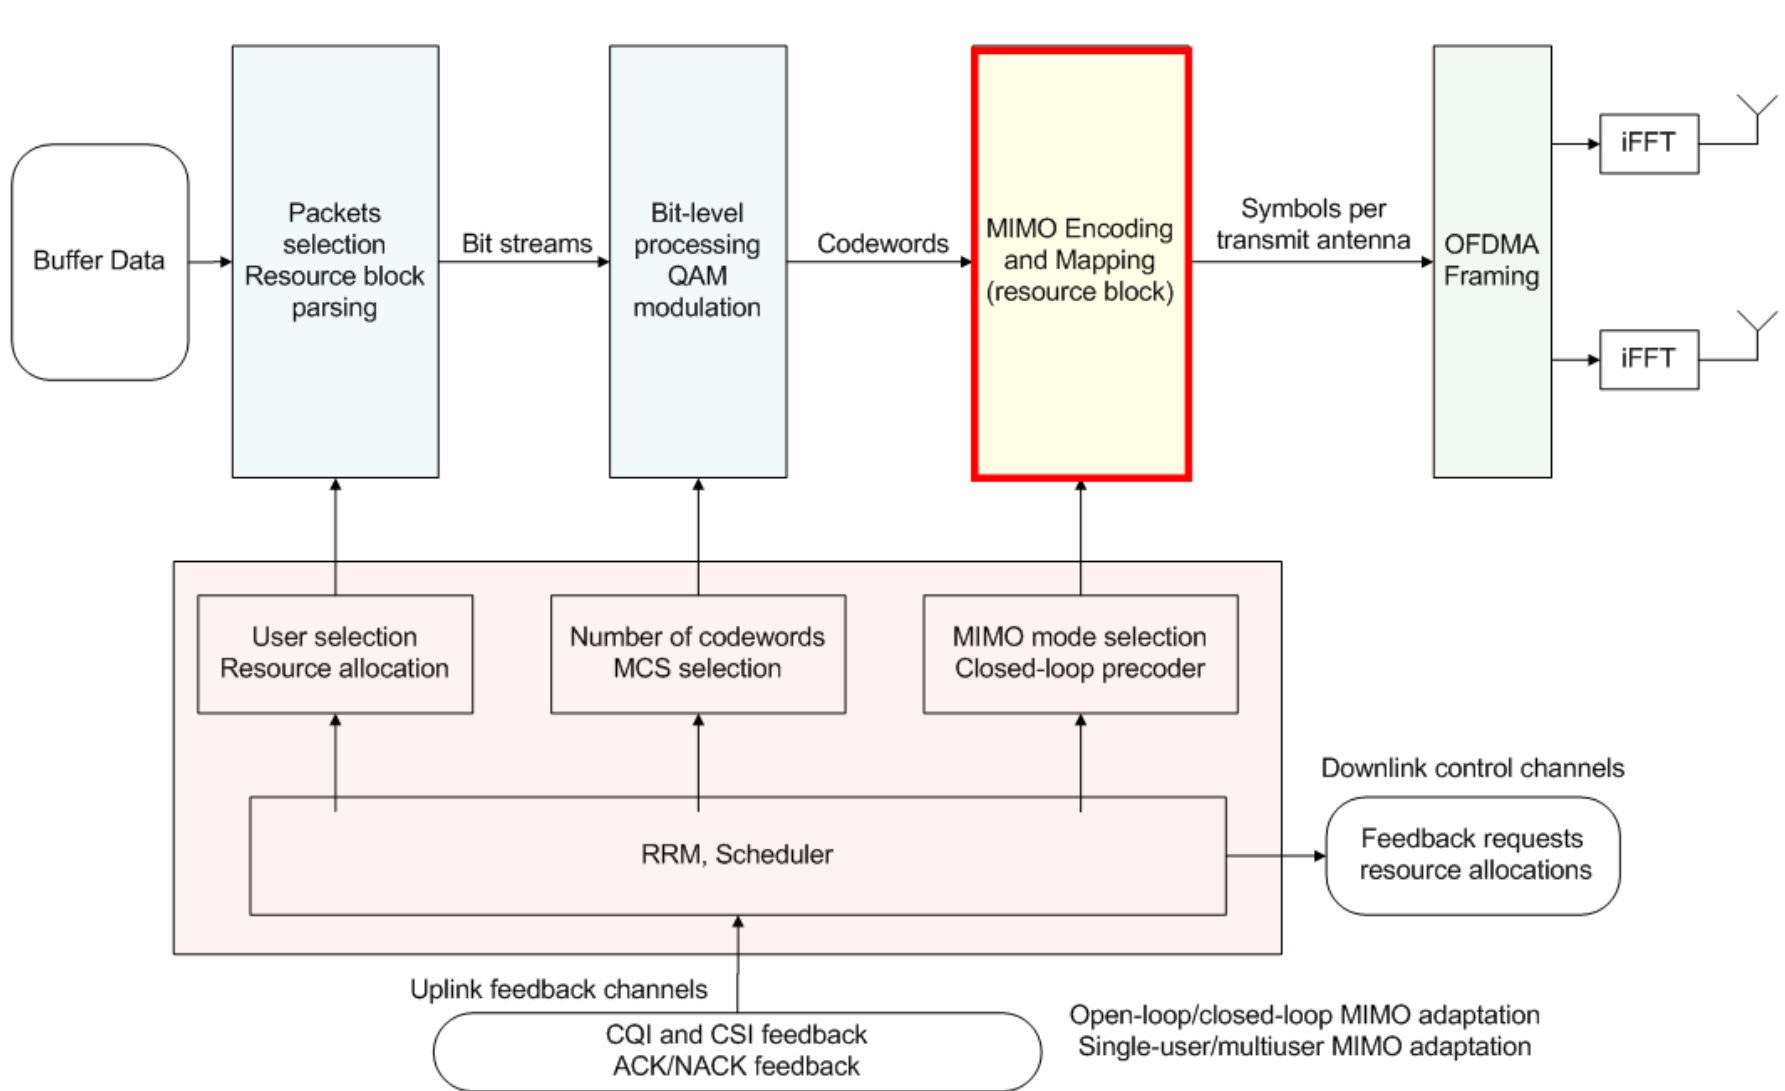 Buffer Data
Packets
selection
Resource block
parsing
Bit streams
Bit-level
processing
QAM
modulation
Codewords
MIMO Encoding
and Mapping
(resource block)
Symbols per
transmit antenna
OFDMA
Framing
iFFT
iFFT
User selection
Resource allocation
Number of codewords
MCS selection
MIMO mode selection
Closed-loop precoder
RRM, Scheduler
Downlink control channels
Feedback requests
resource allocations
Uplink feedback channels
CQI and CSI feedback
ACK/NACK feedback
Open-loop/closed-loop MIMO adaptation
Single-user/multiuser MIMO adaptation